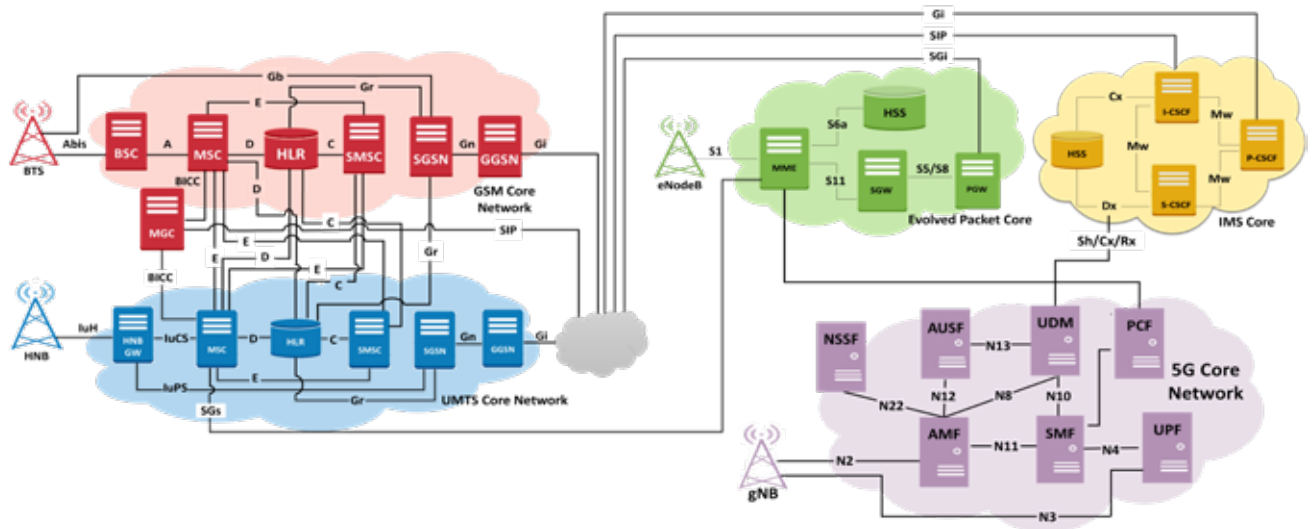 Gi
SIP
SGi
Gb
Gr
E
Abis
BTS
BSC
A
MSC
D
HLR
C
SMSC
SGSN
Gn
GGSN
Gi
GSM Core
Network
BICC
D
MGC
C
SIP
E
E
D
E
Gr
BICC
C
HNB
IuH
HNB
GW
IuCS
MSC
D
HLR
C
SMSC
SGSN
Gn
GGSN
Gi
E
IuPS
Gr
UMTS Core Network
SGs
eNodeB
S1
MME
S6a
HSS
S11
SGW
S5/S8
PGW
Evolved Packet Core
Cx
I-CSCF
Mw
HSS
Mw
P-CSCF
Mw
Dx
S-CSCF
IMS Core
Sh/Cx/Rx
NSSF
AUSF
N13
UDM
PCF
5G Core
Network
N22
N12
N8
N10
AMF
N11
SMF
N4
UPF
gNB
N2
N3